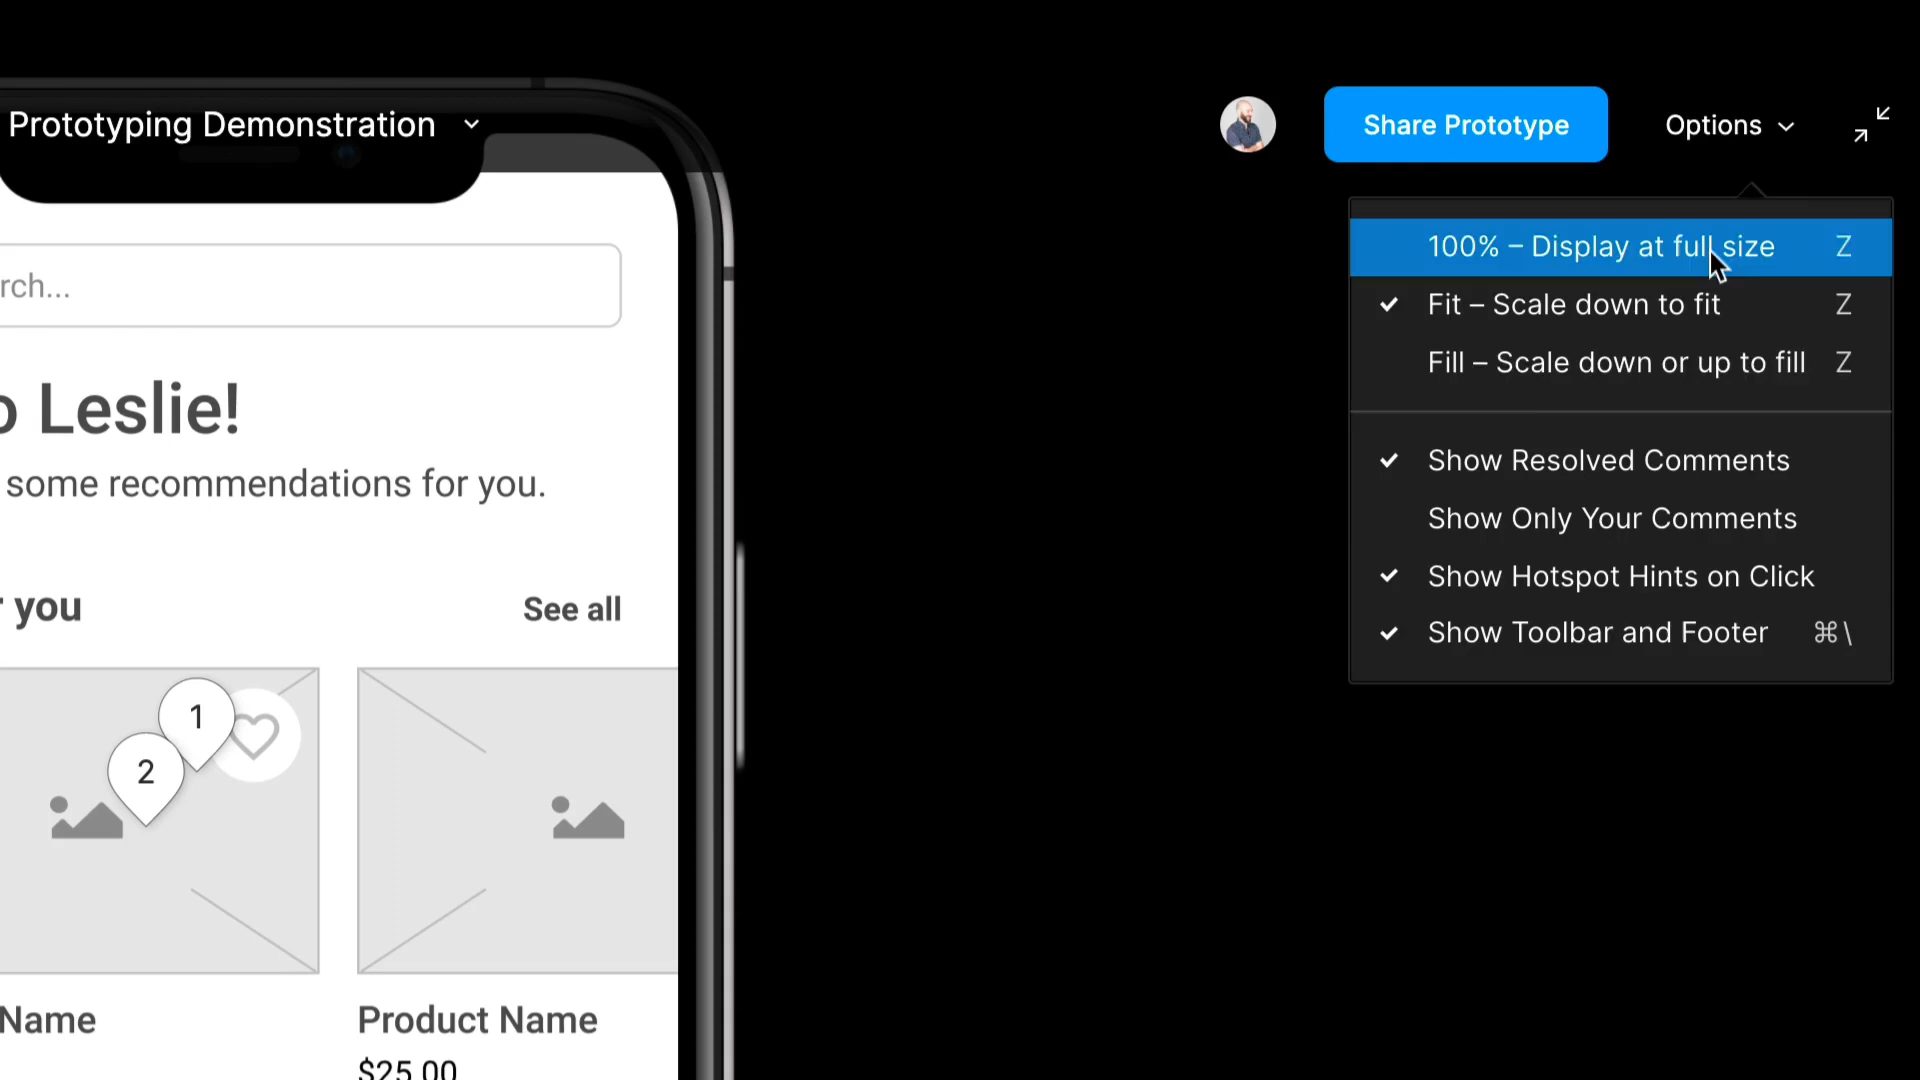 Prototyping Demonstration
Share Prototype
Options
100% – Display at full size Z
Fit – Scale down to fit Z
Fill – Scale down or up to fill Z
Show Resolved Comments
Show Only Your Comments
Show Hotspot Hints on Click
Show Toolbar and Footer ⌘\
rch...
o Leslie!
some recommendations for you.
r you
See all
1
2
Name
Product Name
$25.00